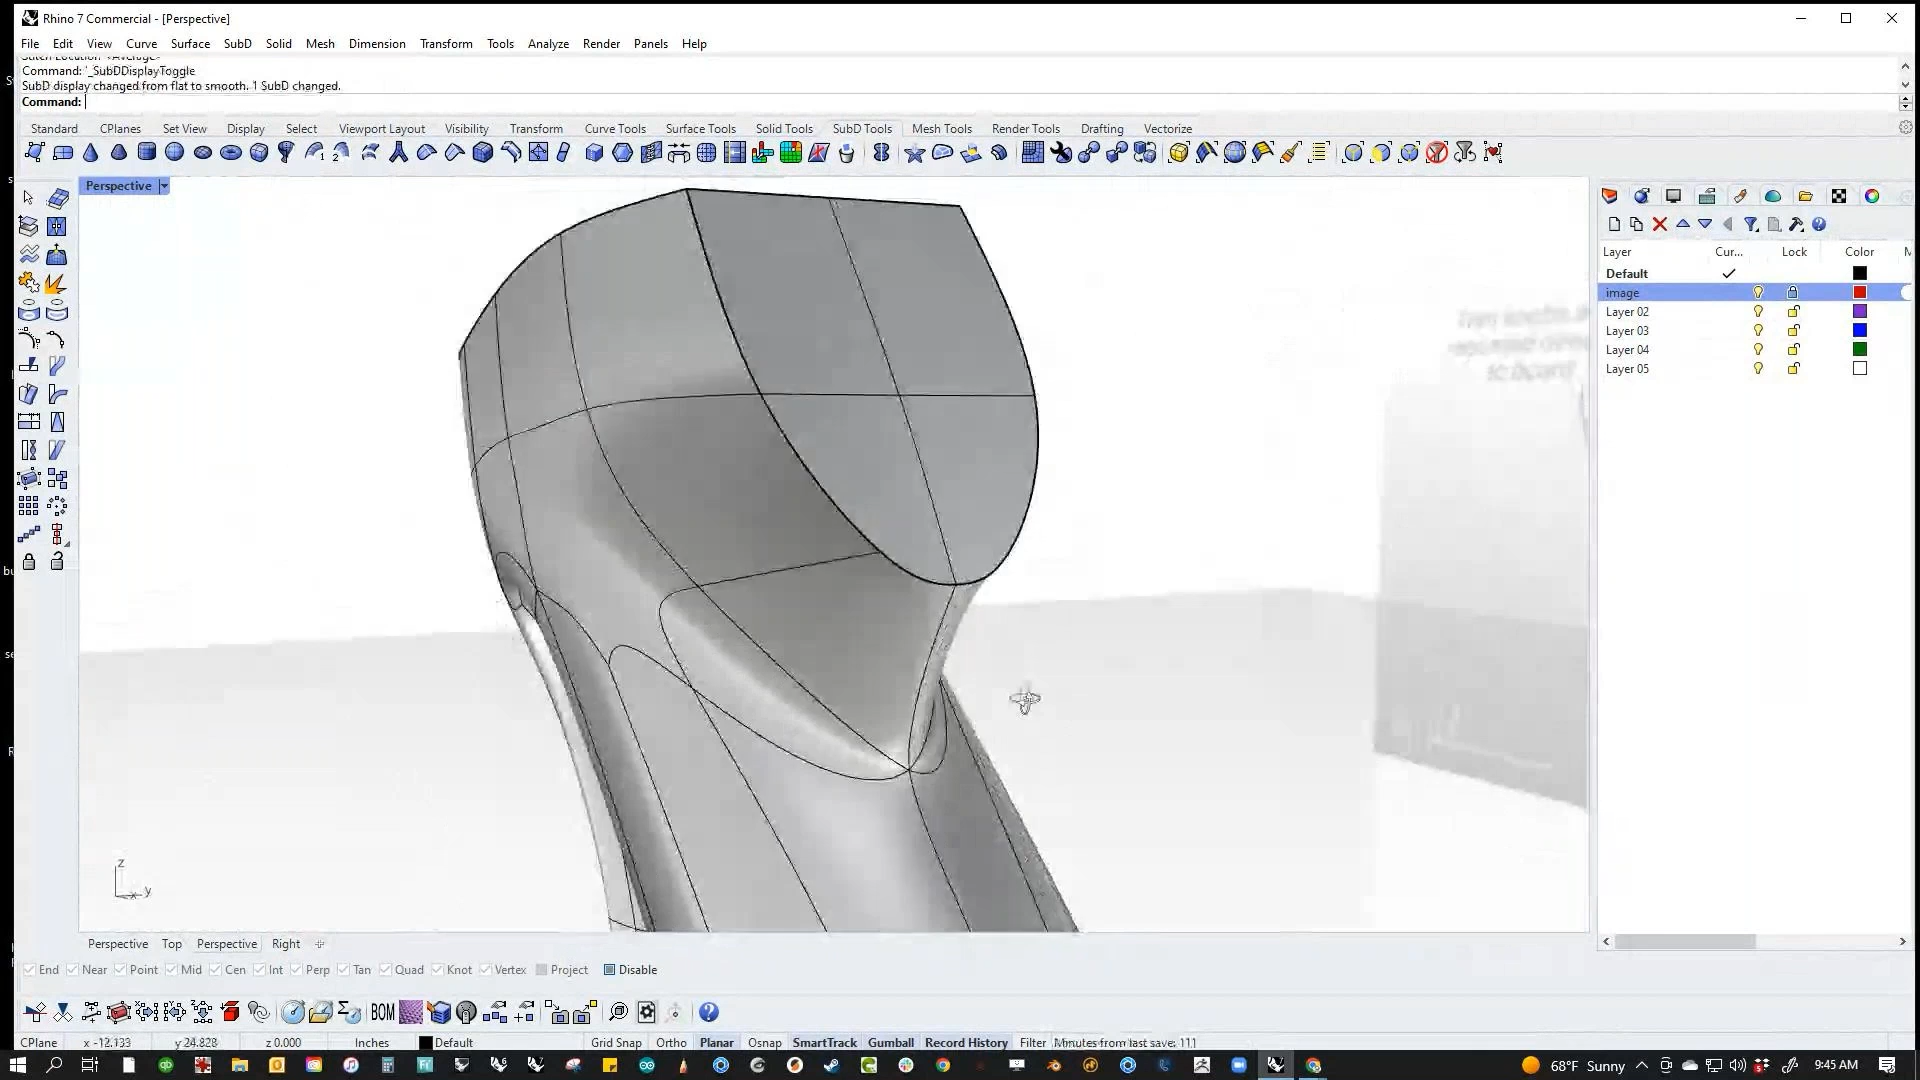 Rhino 7 Commercial - [Perspective]
File Edit View Curve Surface SubD Solid Mesh Dimension Transform Tools Analyze Render Panels Help
Command: '_SubDDisplayToggle
SubD display changed from flat to smooth. 1 SubD changed.
Command:
Standard CPlanes Set View Display Select Viewport Layout Visibility Transform Curve Tools Surface Tools Solid Tools SubD Tools Mesh Tools Render Tools Drafting Vectorize
Perspective
Layer Cur... Lock Color M
Default
image
Layer 02
Layer 03
Layer 04
Layer 05
z
y
x
Perspective Top Perspective Right
End Near Point Mid Cen Int Perp Tan Quad Knot Vertex Project Disable
BOM
CPlane x -12.133 y 24.828 z 0.000 Inches Default Grid Snap Ortho Planar Osnap SmartTrack Gumball Record History Filter Minutes from last save: 111
68°F Sunny 9:45 AM